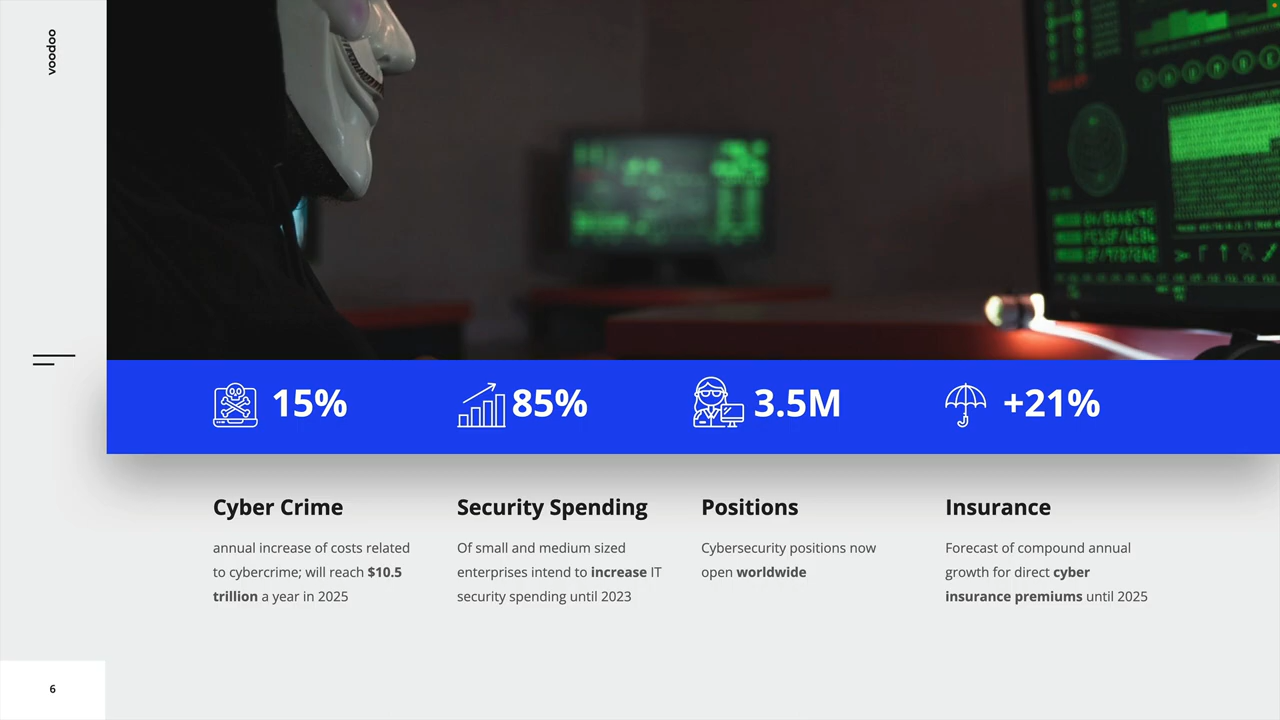 voodoo
15%
85%
3.5M
+21%
Cyber Crime
annual increase of costs related
to cybercrime; will reach $10.5
trillion a year in 2025
Security Spending
Of small and medium sized
enterprises intend to increase IT
security spending until 2023
Positions
Cybersecurity positions now
open worldwide
Insurance
Forecast of compound annual
growth for direct cyber
insurance premiums until 2025
6